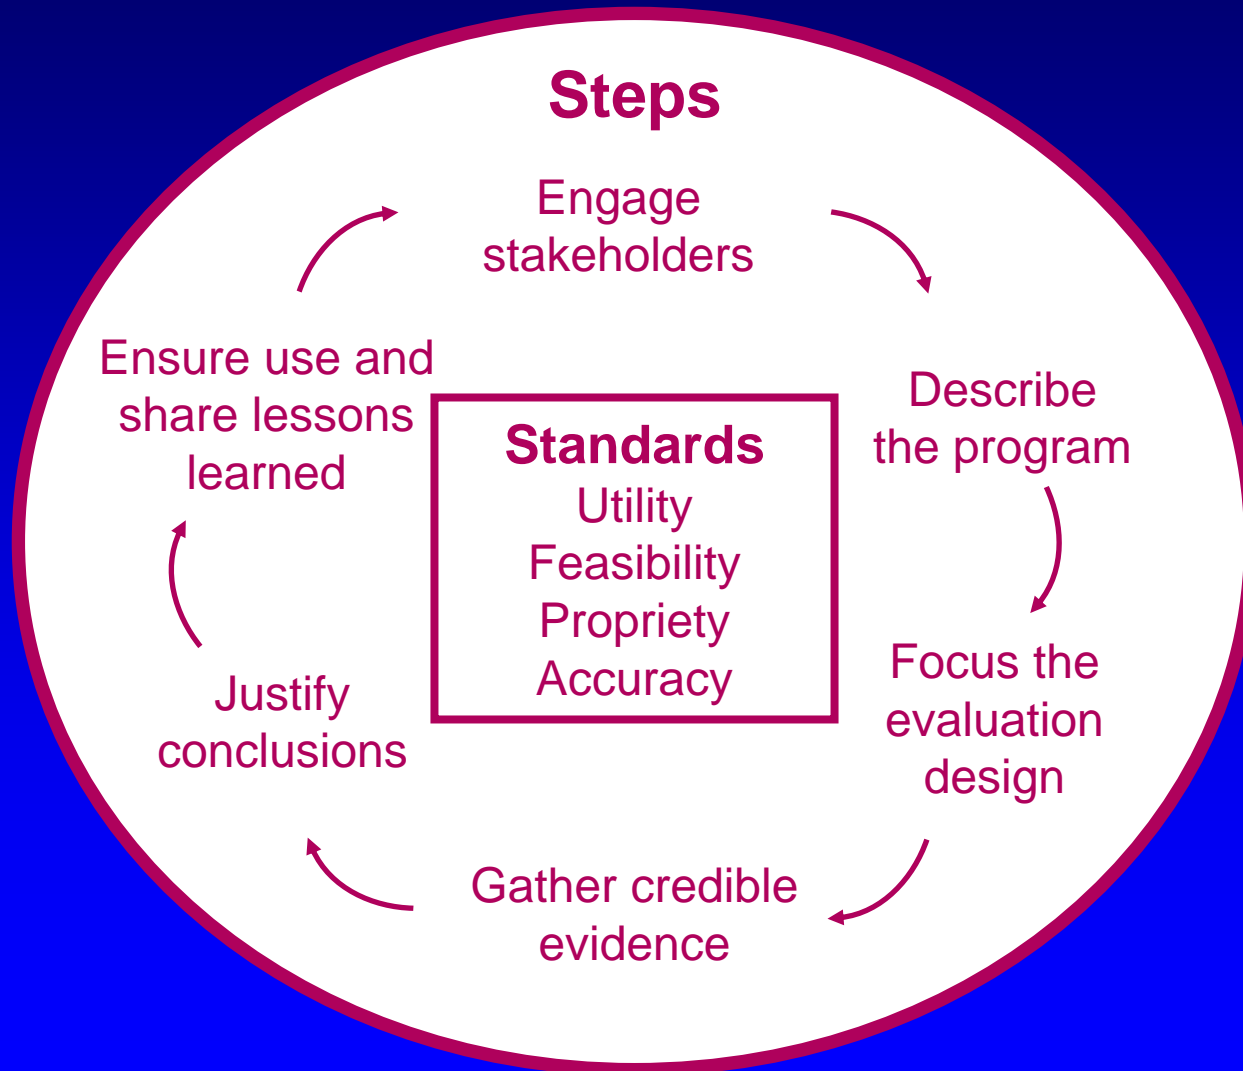 Steps
Engage
stakeholders
Describe
the program
Focus the
evaluation
design
Gather credible
evidence
Justify
conclusions
Ensure use and
share lessons
learned
Standards
Utility
Feasibility
Propriety
Accuracy